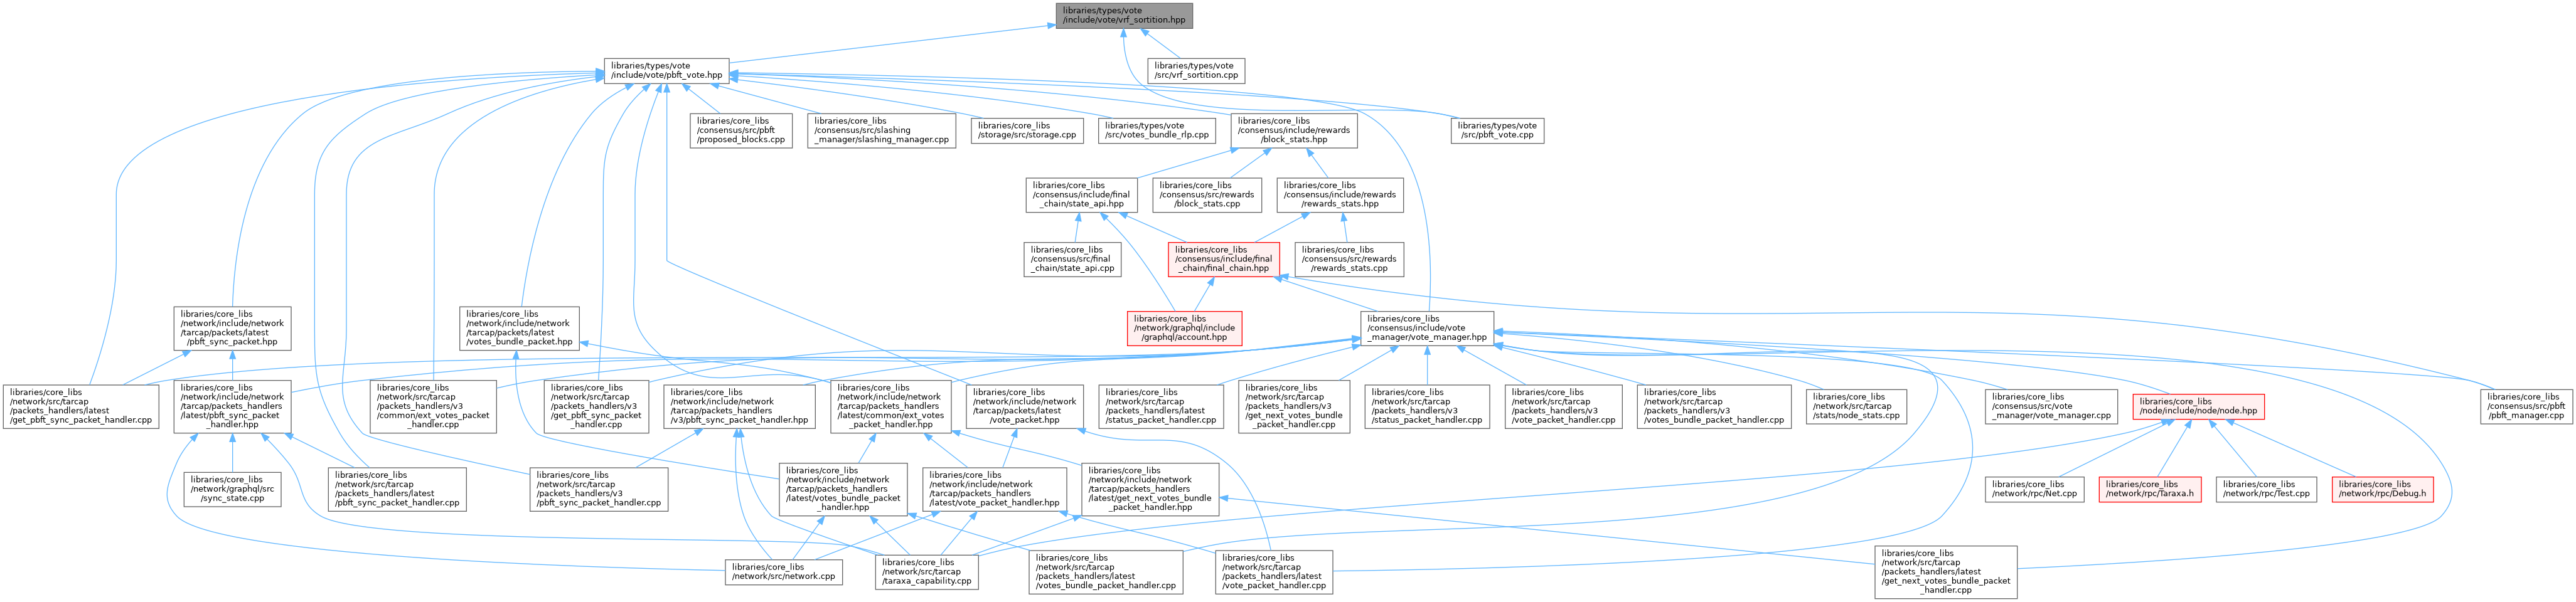 libraries/types/vote
/include/vote/vrf_sortition.hpp
libraries/types/vote
/include/vote/pbft_vote.hpp
libraries/types/vote
/src/vrf_sortition.cpp
libraries/core_libs
/consensus/src/pbft
/proposed_blocks.cpp
libraries/core_libs
/consensus/src/slashing
_manager/slashing_manager.cpp
libraries/core_libs
/storage/src/storage.cpp
libraries/types/vote
/src/votes_bundle_rlp.cpp
libraries/core_libs
/consensus/include/rewards
/block_stats.hpp
libraries/types/vote
/src/pbft_vote.cpp
libraries/core_libs
/consensus/include/final
_chain/state_api.hpp
libraries/core_libs
/consensus/src/rewards
/block_stats.cpp
libraries/core_libs
/consensus/include/rewards
/rewards_stats.hpp
libraries/core_libs
/consensus/src/final
_chain/state_api.cpp
libraries/core_libs
/consensus/include/final
_chain/final_chain.hpp
libraries/core_libs
/consensus/src/rewards
/rewards_stats.cpp
libraries/core_libs
/network/include/network
/tarcap/packets/latest
/pbft_sync_packet.hpp
libraries/core_libs
/network/include/network
/tarcap/packets/latest
/votes_bundle_packet.hpp
libraries/core_libs
/network/graphql/include
/graphql/account.hpp
libraries/core_libs
/consensus/include/vote
_manager/vote_manager.hpp
libraries/core_libs
/network/src/tarcap
/packets_handlers/latest
/get_pbft_sync_packet_handler.cpp
libraries/core_libs
/network/include/network
/tarcap/packets_handlers
/latest/pbft_sync_packet
_handler.hpp
libraries/core_libs
/network/src/tarcap
/packets_handlers/v3
/common/ext_votes_packet
_handler.cpp
libraries/core_libs
/network/src/tarcap
/packets_handlers/v3
/get_pbft_sync_packet
_handler.cpp
libraries/core_libs
/network/include/network
/tarcap/packets_handlers
/v3/pbft_sync_packet_handler.hpp
libraries/core_libs
/network/include/network
/tarcap/packets_handlers
/latest/common/ext_votes
_packet_handler.hpp
libraries/core_libs
/network/include/network
/tarcap/packets/latest
/vote_packet.hpp
libraries/core_libs
/network/src/tarcap
/packets_handlers/latest
/status_packet_handler.cpp
libraries/core_libs
/network/src/tarcap
/packets_handlers/v3
/get_next_votes_bundle
_packet_handler.cpp
libraries/core_libs
/network/src/tarcap
/packets_handlers/v3
/status_packet_handler.cpp
libraries/core_libs
/network/src/tarcap
/packets_handlers/v3
/vote_packet_handler.cpp
libraries/core_libs
/network/src/tarcap
/packets_handlers/v3
/votes_bundle_packet_handler.cpp
libraries/core_libs
/network/src/tarcap
/stats/node_stats.cpp
libraries/core_libs
/consensus/src/vote
_manager/vote_manager.cpp
libraries/core_libs
/node/include/node/node.hpp
libraries/core_libs
/consensus/src/pbft
/pbft_manager.cpp
libraries/core_libs
/network/graphql/src
/sync_state.cpp
libraries/core_libs
/network/src/tarcap
/packets_handlers/latest
/pbft_sync_packet_handler.cpp
libraries/core_libs
/network/src/tarcap
/packets_handlers/v3
/pbft_sync_packet_handler.cpp
libraries/core_libs
/network/include/network
/tarcap/packets_handlers
/latest/votes_bundle_packet
_handler.hpp
libraries/core_libs
/network/include/network
/tarcap/packets_handlers
/latest/vote_packet_handler.hpp
libraries/core_libs
/network/include/network
/tarcap/packets_handlers
/latest/get_next_votes_bundle
_packet_handler.hpp
libraries/core_libs
/network/rpc/Net.cpp
libraries/core_libs
/network/rpc/Taraxa.h
libraries/core_libs
/network/rpc/Test.cpp
libraries/core_libs
/network/rpc/Debug.h
libraries/core_libs
/network/src/network.cpp
libraries/core_libs
/network/src/tarcap
/taraxa_capability.cpp
libraries/core_libs
/network/src/tarcap
/packets_handlers/latest
/votes_bundle_packet_handler.cpp
libraries/core_libs
/network/src/tarcap
/packets_handlers/latest
/vote_packet_handler.cpp
libraries/core_libs
/network/src/tarcap
/packets_handlers/latest
/get_next_votes_bundle_packet
_handler.cpp